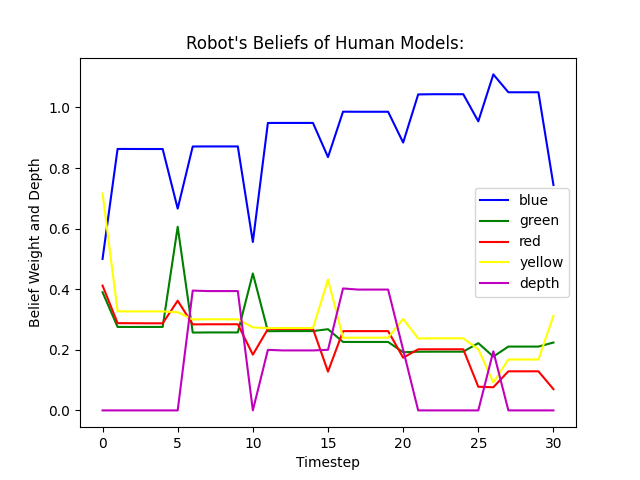 Robot's Beliefs of Human Models:
Belief Weight and Depth
1.0
0.8
0.6
0.4
0.2
0.0
blue
green
red
yellow
depth
0
5
10
15
20
25
30
Timestep